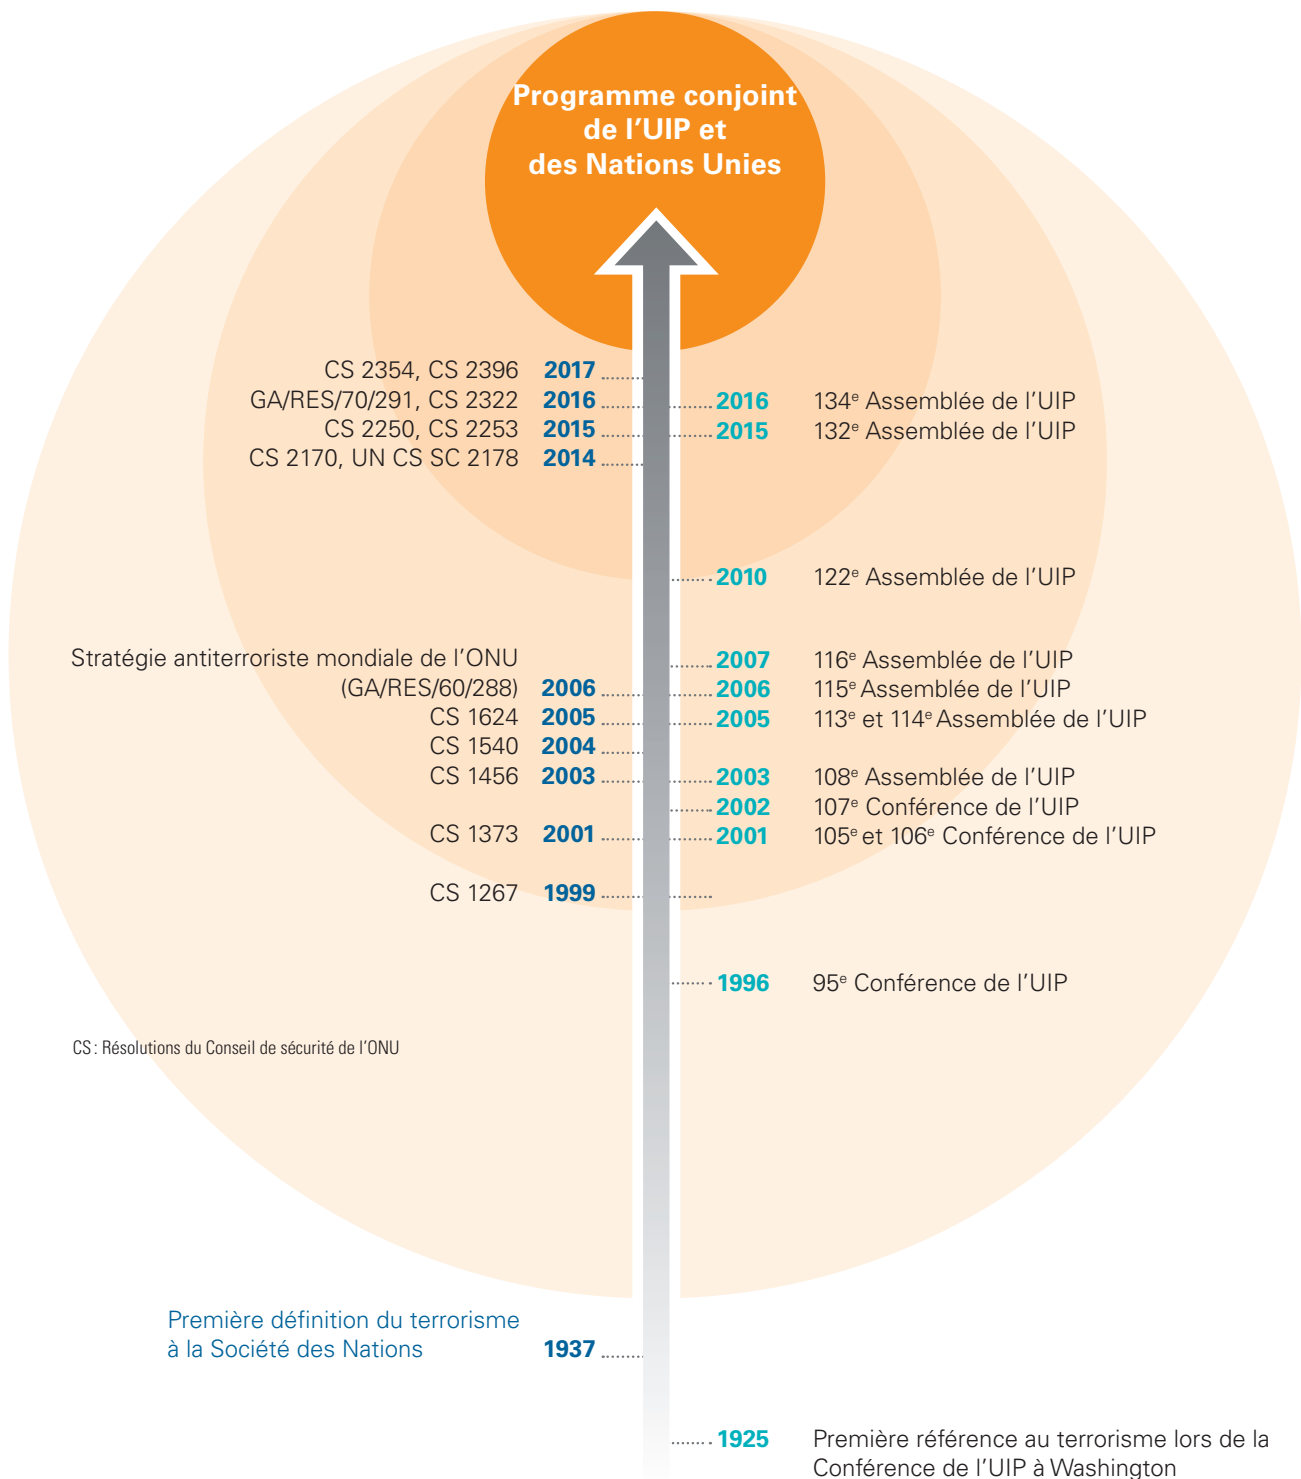 Programme conjoint
de l’UIP et
des Nations Unies
CS 2354, CS 2396 2017
GA/RES/70/291, CS 2322 2016
2016 134e Assemblée de l’UIP
CS 2250, CS 2253 2015
2015 132e Assemblée de l’UIP
CS 2170, UN CS SC 2178 2014
2010 122e Assemblée de l’UIP
Stratégie antiterroriste mondiale de l’ONU
2007 116e Assemblée de l’UIP
(GA/RES/60/288) 2006
2006 115e Assemblée de l’UIP
CS 1624 2005
2005 113e et 114e Assemblée de l’UIP
CS 1540 2004
CS 1456 2003
2003 108e Assemblée de l’UIP
2002 107e Conférence de l’UIP
CS 1373 2001
2001 105e et 106e Conférence de l’UIP
CS 1267 1999
1996 95e Conférence de l’UIP
CS : Résolutions du Conseil de sécurité de l’ONU
Première définition du terrorisme
à la Société des Nations 1937
1925 Première référence au terrorisme lors de la
Conférence de l’UIP à Washington